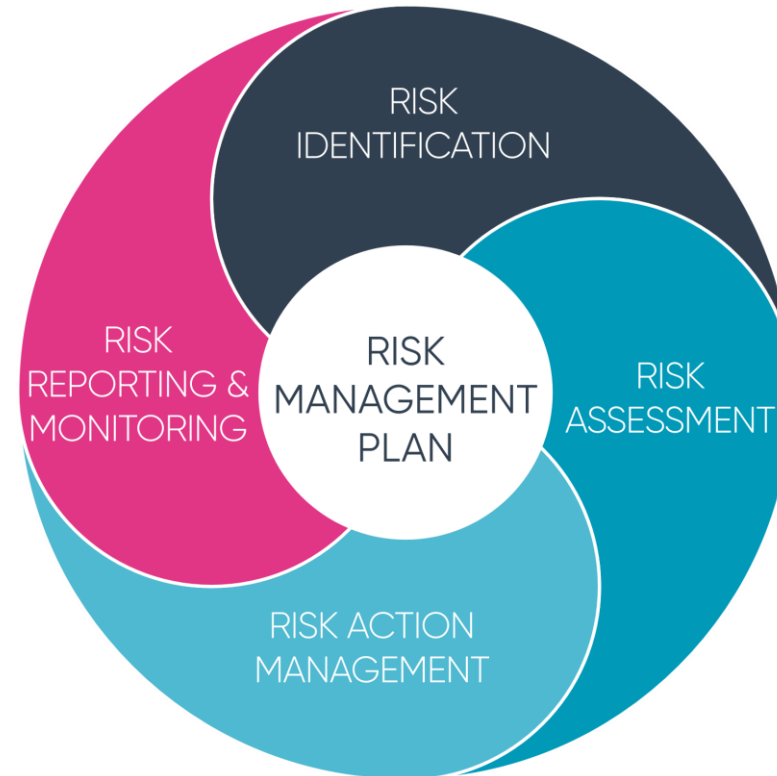 RISK
IDENTIFICATION
RISK
ASSESSMENT
RISK ACTION
MANAGEMENT
RISK
REPORTING &
MONITORING
RISK
MANAGEMENT
PLAN